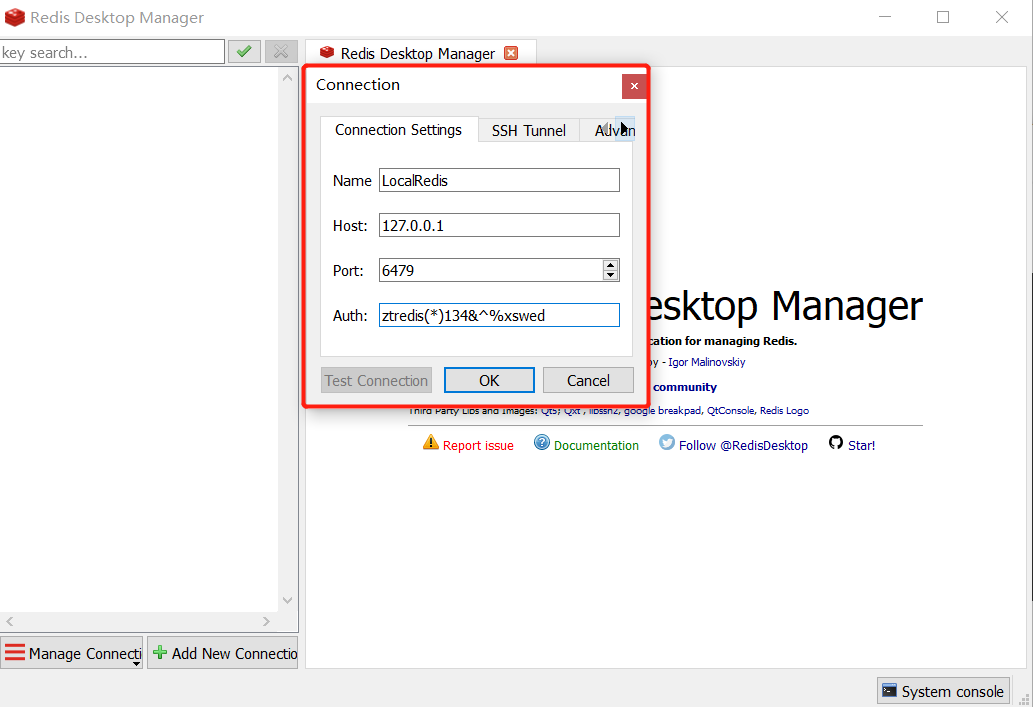 Redis Desktop Manager
key search...
Redis Desktop Manager
Connection
Connection Settings
SSH Tunnel
Name
LocalRedis
Host:
127.0.0.1
Port:
6479
Auth:
ztredis(*)134&^%xswed
Test Connection
OK
Cancel
Desktop Manager
for managing Redis.
- Igor Malinovskiy
community
Third Party Libs and Images: Qt5, Qxt , libssh2, google breakpad, QtConsole, Redis Logo
Report issue
Documentation
Follow @RedisDesktop
Star!
Manage Connecti
Add New Connectio
System console